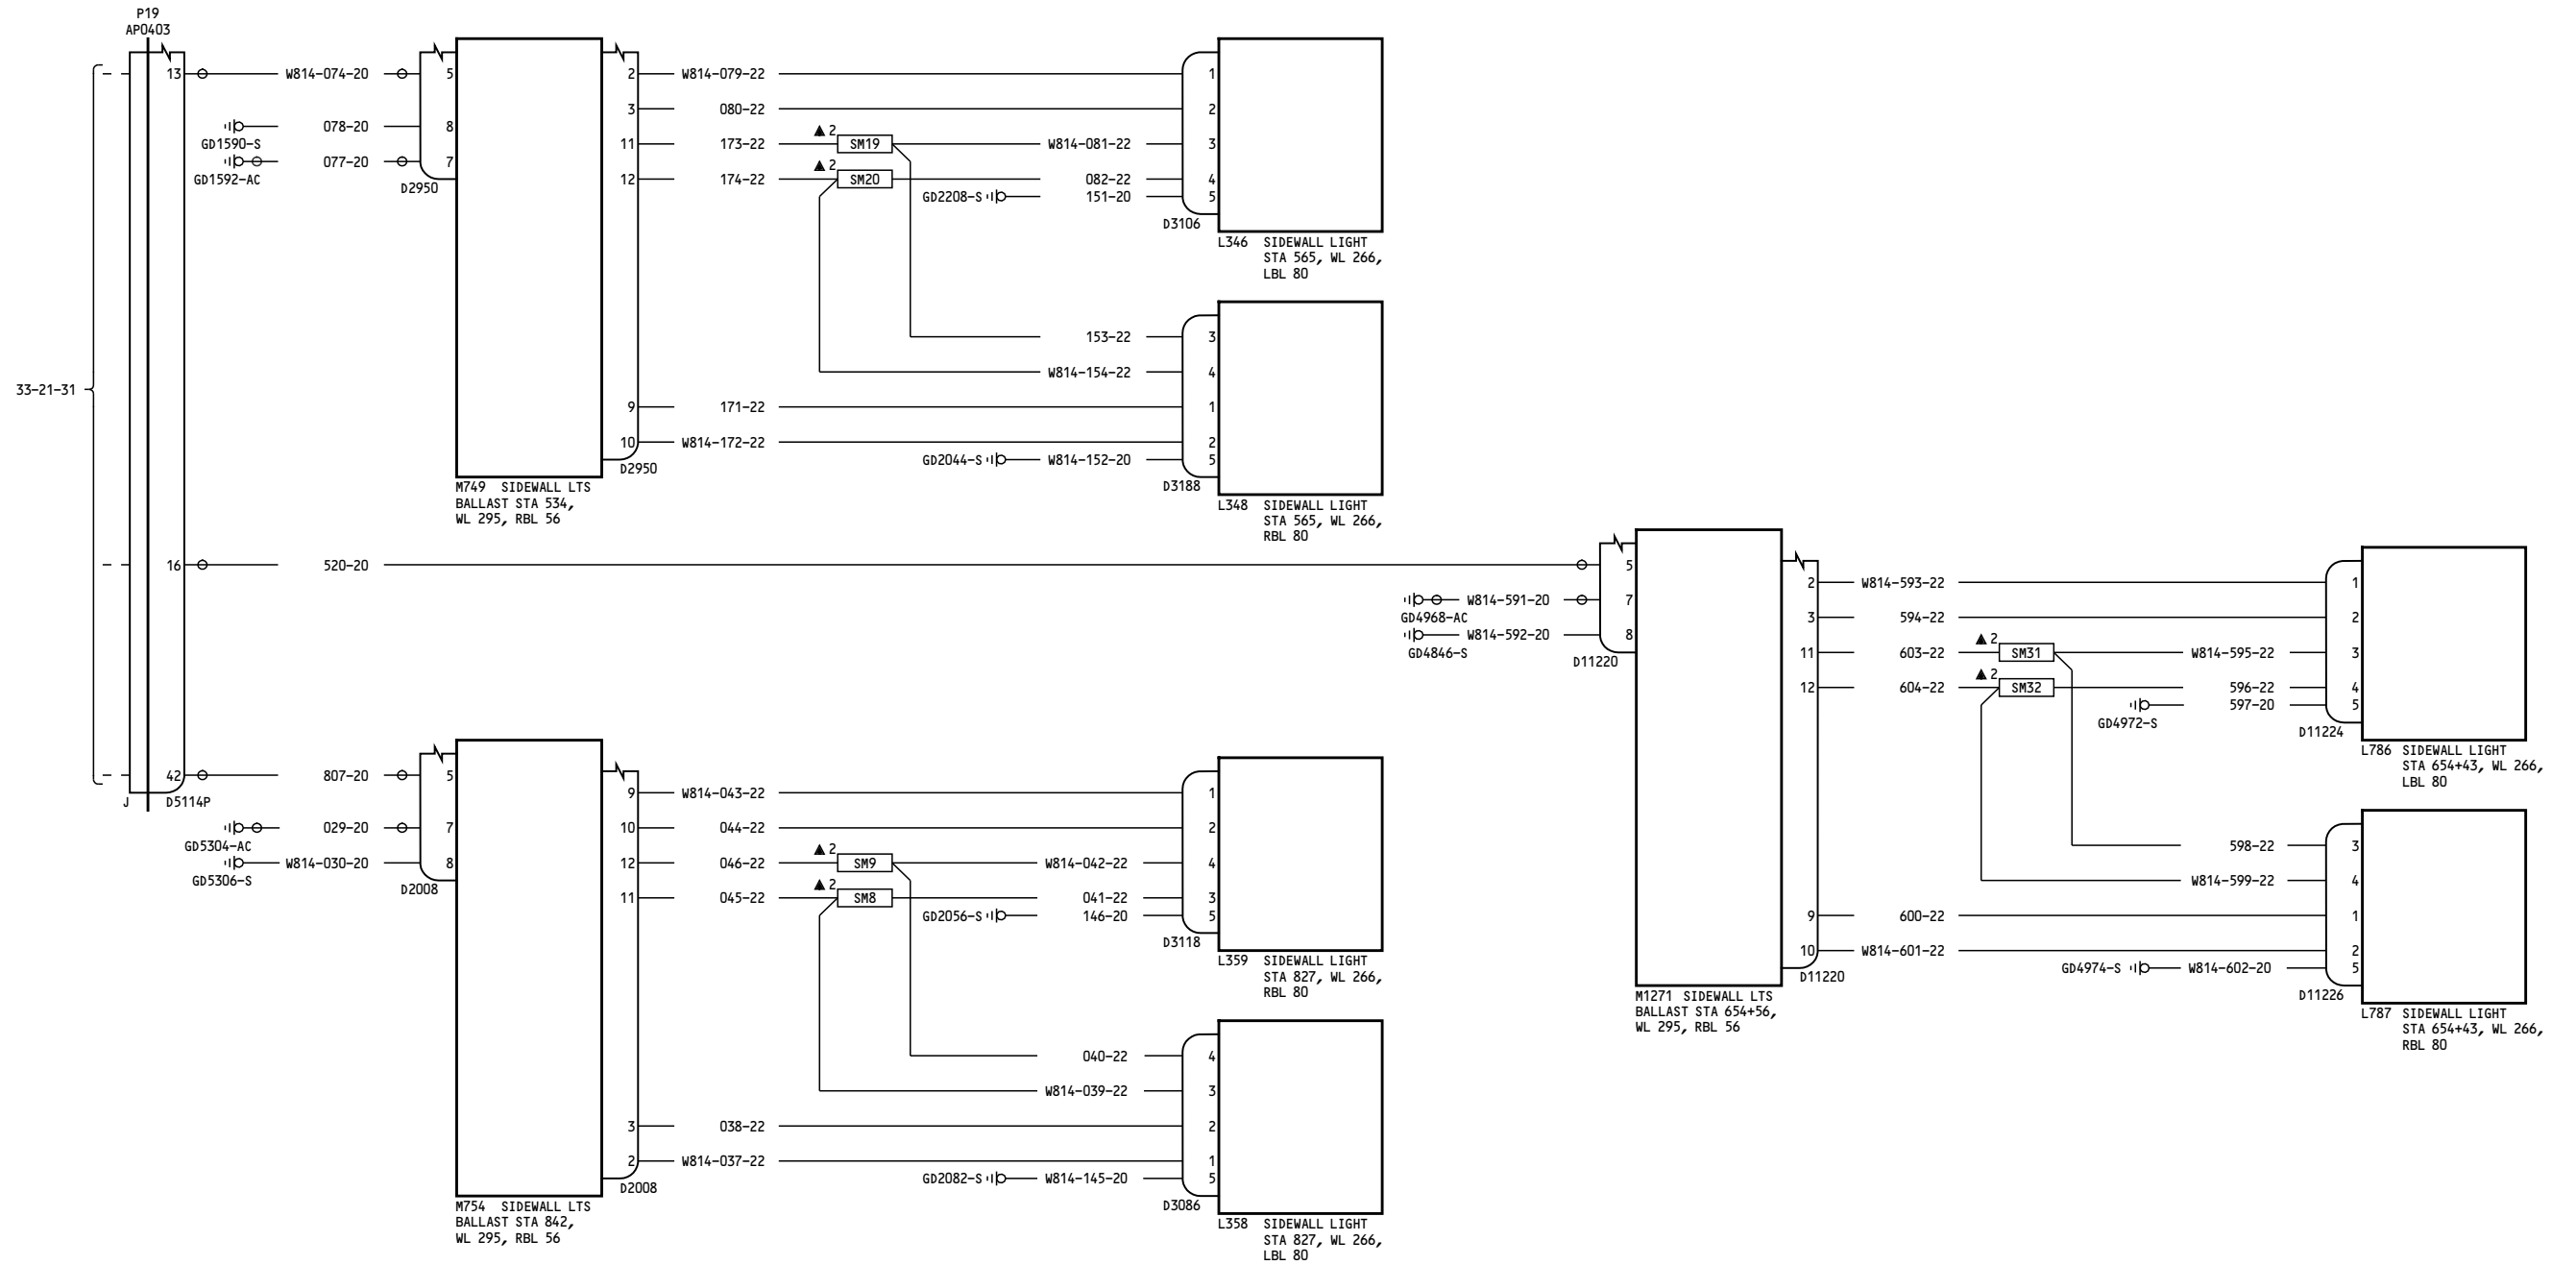 P19
AP0403
33-21-31
13
W814-074-20
5
GD1590-S
078-20
8
GD1592-AC
077-20
7
D2950
M749 SIDEWALL LTS
BALLAST STA 534,
WL 295, RBL 56
2
W814-079-22
1
3
080-22
2
11
173-22
▲ 2
SM19
W814-081-22
3
12
174-22
▲ 2
SM20
082-22
4
GD2208-S
151-20
5
D3106
L346 SIDEWALL LIGHT
STA 565, WL 266,
LBL 80
153-22
3
W814-154-22
4
9
171-22
1
10
W814-172-22
2
D2950
GD2044-S
W814-152-20
5
D3188
L348 SIDEWALL LIGHT
STA 565, WL 266,
RBL 80
16
520-20
5
GD4968-AC
W814-591-20
7
GD4846-S
W814-592-20
8
D11220
M1271 SIDEWALL LTS
BALLAST STA 654+56,
WL 295, RBL 56
2
W814-593-22
1
3
594-22
2
11
603-22
▲ 2
SM31
W814-595-22
3
12
604-22
▲ 2
SM32
596-22
4
GD4972-S
597-20
5
D11224
L786 SIDEWALL LIGHT
STA 654+43, WL 266,
LBL 80
598-22
3
W814-599-22
4
9
600-22
1
10
W814-601-22
2
D11220
GD4974-S
W814-602-20
5
D11226
L787 SIDEWALL LIGHT
STA 654+43, WL 266,
RBL 80
42
807-20
5
J
D5114P
GD5304-AC
029-20
7
GD5306-S
W814-030-20
8
D2008
M754 SIDEWALL LTS
BALLAST STA 842,
WL 295, RBL 56
9
W814-043-22
1
10
044-22
2
12
046-22
▲ 2
SM9
W814-042-22
4
11
045-22
▲ 2
SM8
041-22
3
GD2056-S
146-20
5
D3118
L359 SIDEWALL LIGHT
STA 827, WL 266,
RBL 80
040-22
4
W814-039-22
3
3
038-22
2
2
W814-037-22
1
D2008
GD2082-S
W814-145-20
5
D3086
L358 SIDEWALL LIGHT
STA 827, WL 266,
LBL 80